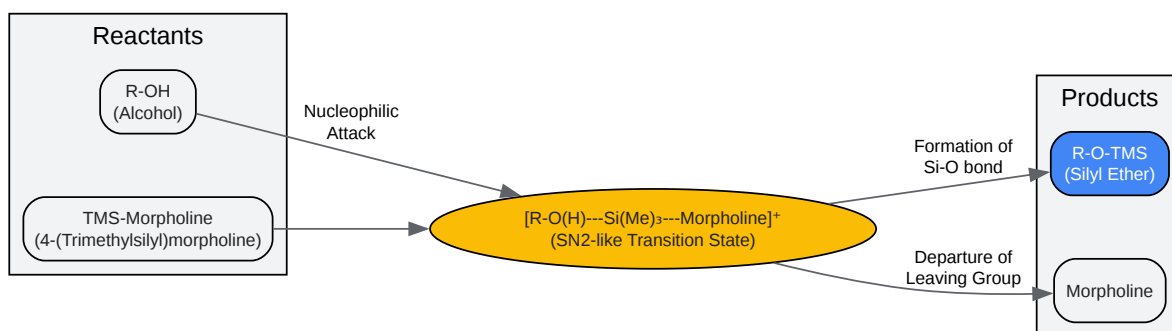 Reactants
R-OH
(Alcohol)
TMS-Morpholine
(4-(Trimethylsilyl)morpholine)
Nucleophilic
Attack
[R-O(H)---Si(Me)₃---Morpholine]⁺
(SN2-like Transition State)
Formation of
Si-O bond
Departure of
Leaving Group
Products
R-O-TMS
(Silyl Ether)
Morpholine